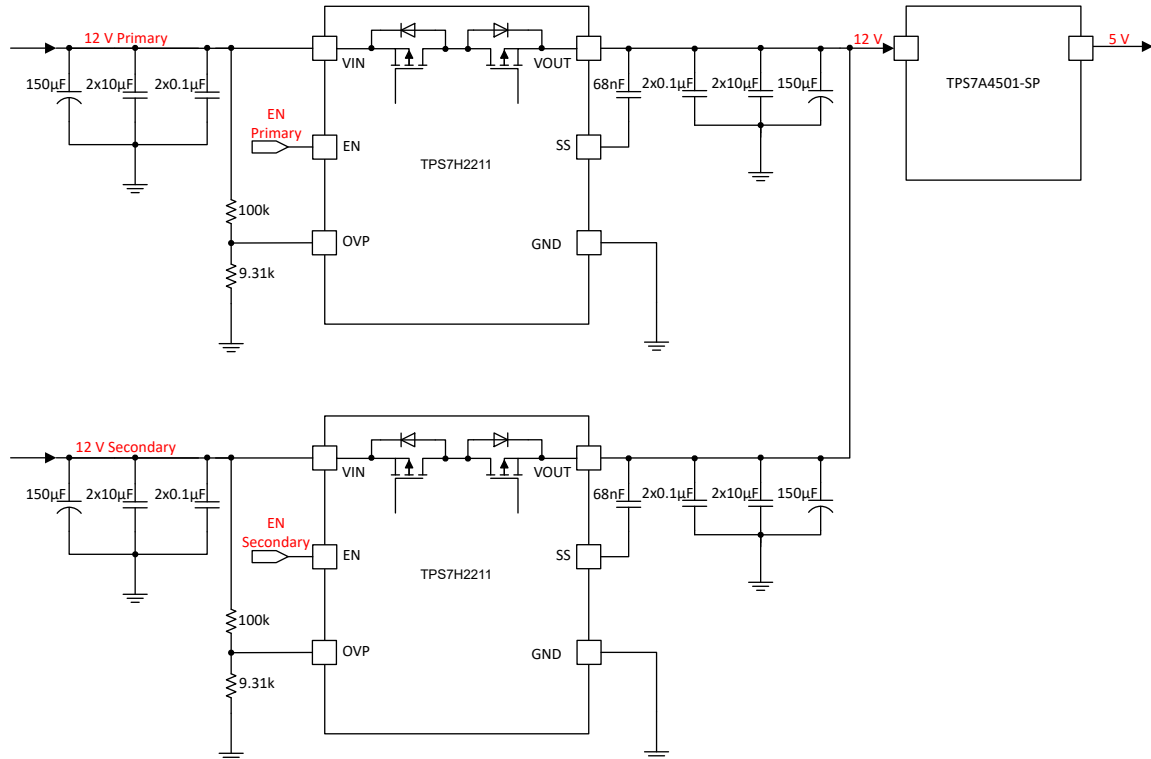 12 V Primary
150µF
2x10µF
2x0.1µF
VIN
VOUT
68nF
2x0.1µF
2x10µF
150µF
12 V
5 V
TPS7A4501-SP
EN
Primary
EN
SS
TPS7H2211
100k
OVP
GND
9.31k
12 V Secondary
150µF
2x10µF
2x0.1µF
VIN
VOUT
68nF
2x0.1µF
2x10µF
150µF
EN
Secondary
EN
SS
TPS7H2211
100k
OVP
GND
9.31k